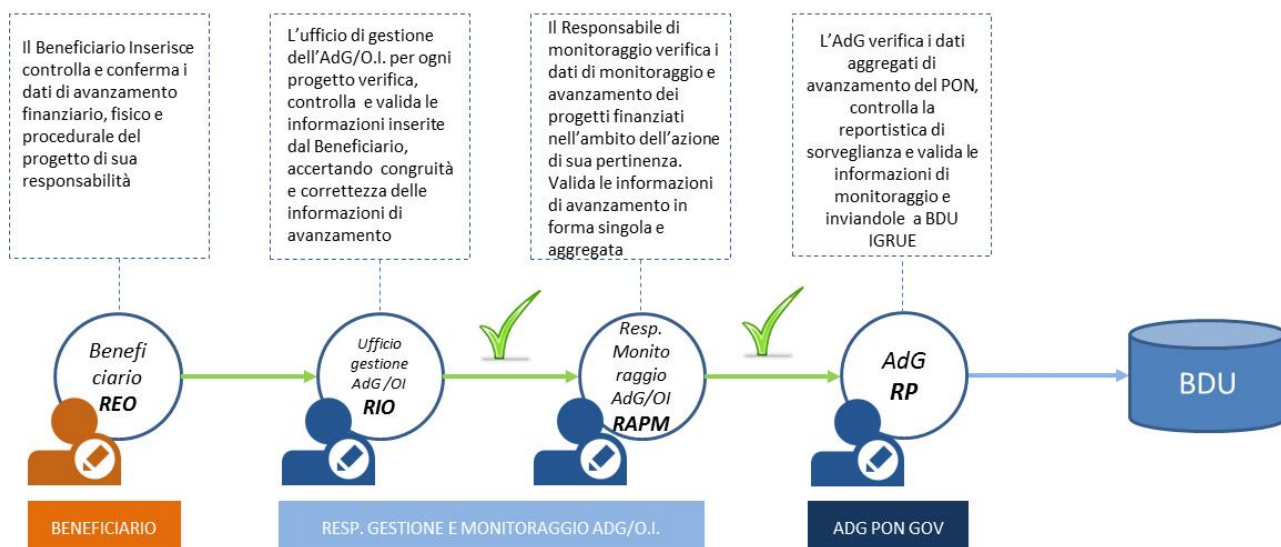 Il Beneficiario Inserisce
controlla e conferma i
dati di avanzamento
finanziario, fisico e
procedurale del
progetto di sua
responsabilità
L'ufficio di gestione
dell'AdG/O.I. per ogni
progetto verifica,
controlla e valida le
informazioni inserite
dal Beneficiario,
accertando congruità
e correttezza delle
informazioni di
avanzamento
Il Responsabile di
monitoraggio verifica i
dati di monitoraggio e
avanzamento dei
progetti finanziati
nell'ambito dell'azione
di sua pertinenza.
Valida le informazioni
di avanzamento in
forma singola e
aggregata
L'AdG verifica i dati
aggregati di
avanzamento del PON,
controlla la
reportistica di
sorveglianza e valida le
informazioni di
monitoraggio e
inviandole a BDU
IGRUE
Benefi
ciario
REO
Ufficio
gestione
AdG /OI
RIO
Resp.
Monito
raggio
AdG/OI
RAPM
AdG
RP
BDU
BENEFICIARIO
RESP. GESTIONE E MONITORAGGIO ADG/O.I.
ADG PON GOV